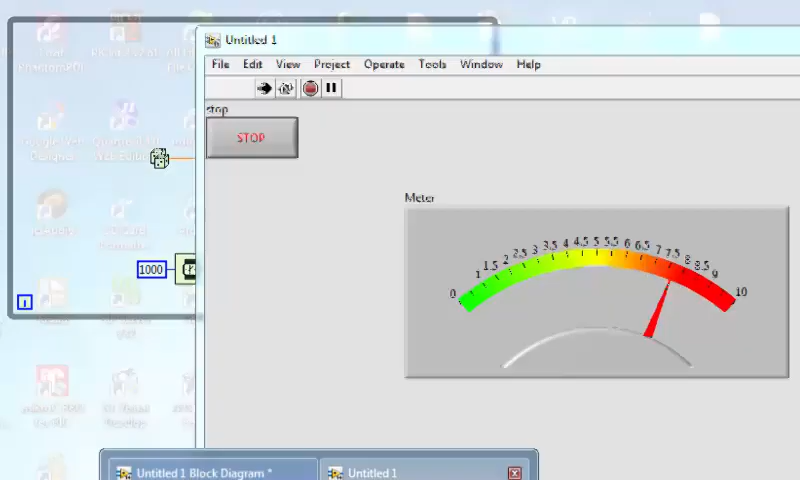 Untitled 1
File Edit View Project Operate Tools Window Help
stop
STOP
Meter
0 1 1.5 2 2.5 3 3.5 4 4.5 5 5.5 6 6.5 7 7.5 8 8.5 9 10
1000
i
Untitled 1 Block Diagram *
Untitled 1